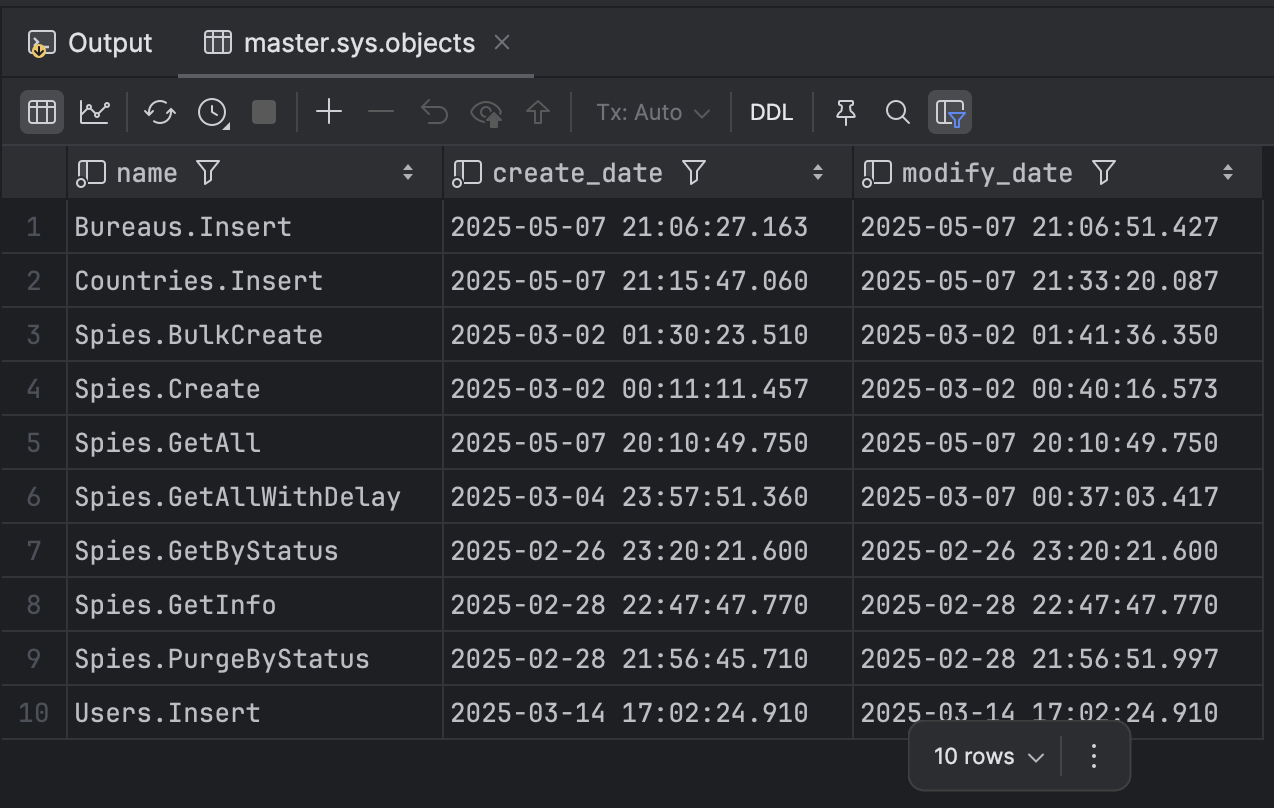 Output master.sys.objects
Tx: Auto DDL
name create_date modify_date
1 Bureaus.Insert 2025-05-07 21:06:27.163 2025-05-07 21:06:51.427
2 Countries.Insert 2025-05-07 21:15:47.060 2025-05-07 21:33:20.087
3 Spies.BulkCreate 2025-03-02 01:30:23.510 2025-03-02 01:41:36.350
4 Spies.Create 2025-03-02 00:11:11.457 2025-03-02 00:40:16.573
5 Spies.GetAll 2025-05-07 20:10:49.750 2025-05-07 20:10:49.750
6 Spies.GetAllWithDelay 2025-03-04 23:57:51.360 2025-03-07 00:37:03.417
7 Spies.GetByStatus 2025-02-26 23:20:21.600 2025-02-26 23:20:21.600
8 Spies.GetInfo 2025-02-28 22:47:47.770 2025-02-28 22:47:47.770
9 Spies.PurgeByStatus 2025-02-28 21:56:45.710 2025-02-28 21:56:51.997
10 Users.Insert 2025-03-14 17:02:24.910 2025-03-14 17:02:24.910
10 rows